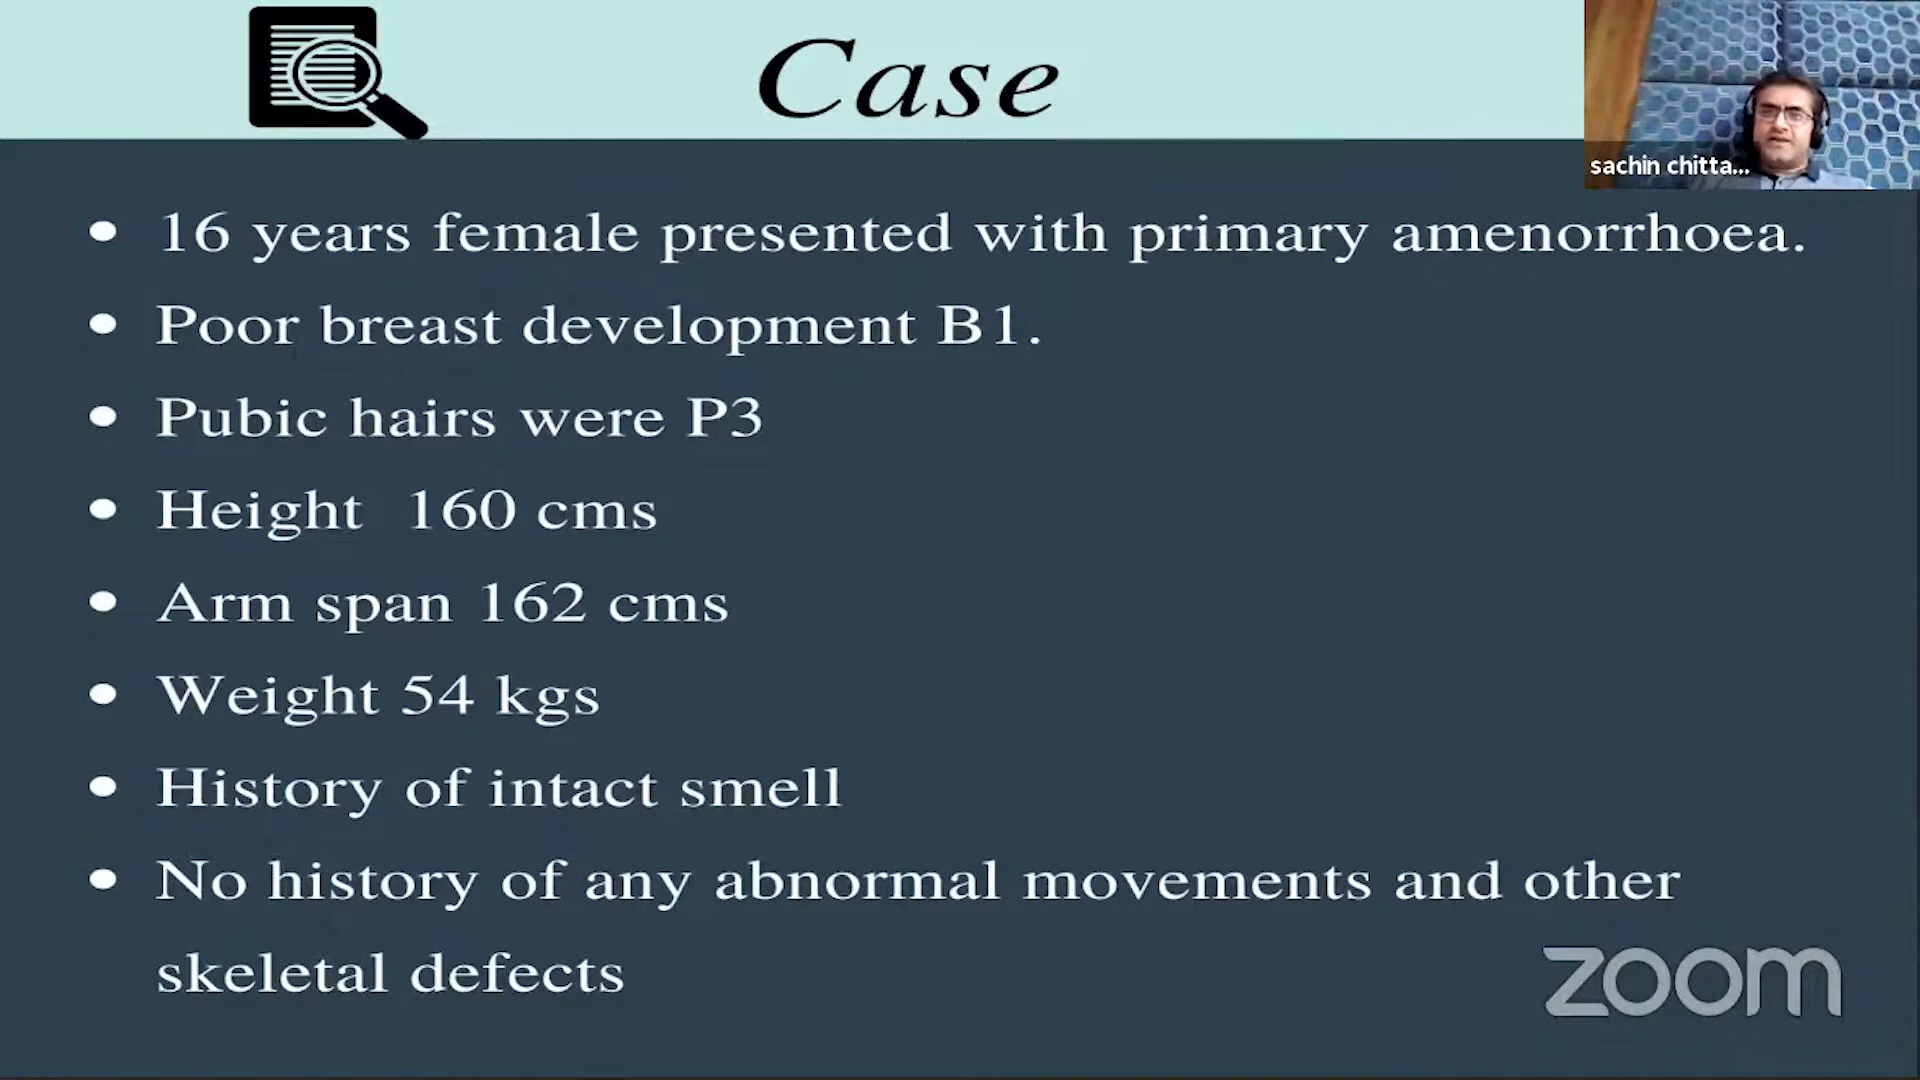 Case
sachin chitta...
• 16 years female presented with primary amenorrhoea.
• Poor breast development B1.
• Pubic hairs were P3
• Height 160 cms
• Arm span 162 cms
• Weight 54 kgs
• History of intact smell
• No history of any abnormal movements and other
skeletal defects
zoom